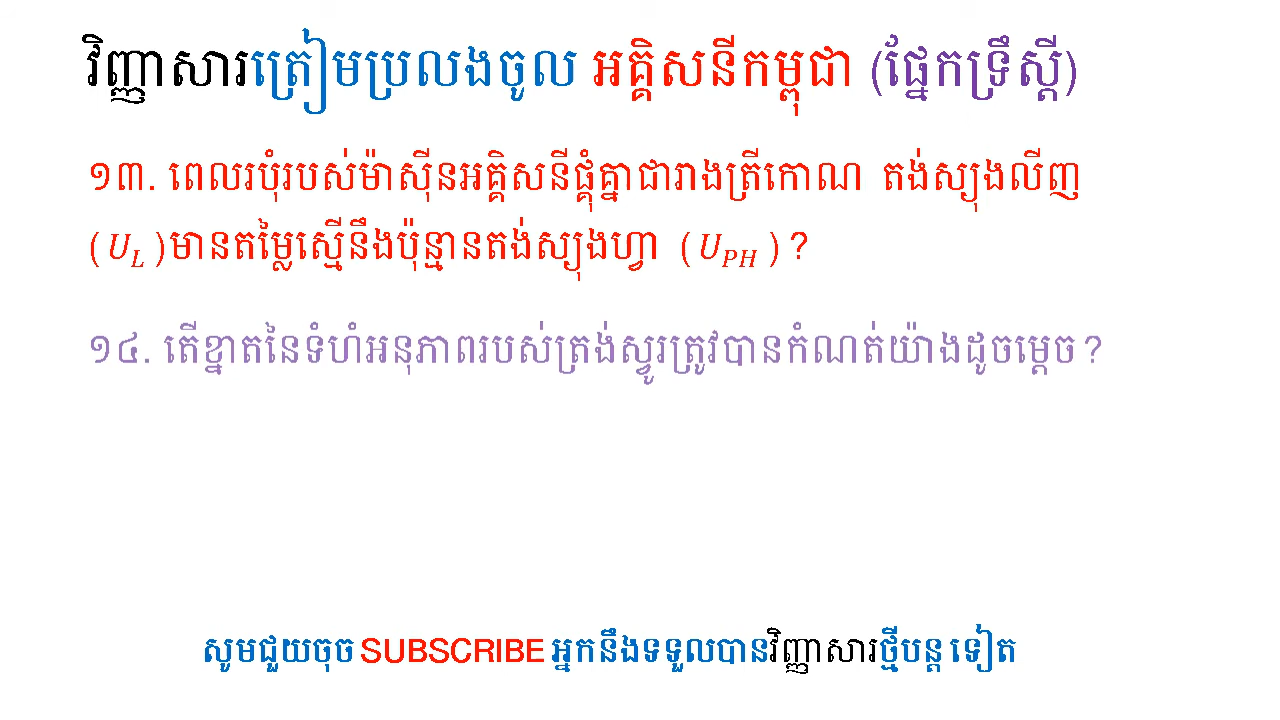 វិញ្ញាសារត្រៀមប្រលងចូល អគ្គិសនីកម្ពុជា (ផ្នែកទ្រឹស្តី)
១៣. ពេលរបុំរបស់ម៉ាស៊ីនអគ្គិសនីផ្គុំគ្នាជារាងត្រីកោណ តង់ស្យុងលីញ
(U_L)មានតម្លៃស្មើនឹងប៉ុន្មានតង់ស្យុងហ្វា (U_PH)?
១៤. តើខ្នាតនៃទំហំអនុភាពរបស់ត្រង់ស្វូរត្រូវបានកំណត់យ៉ាងដូចម្តេច?
សូមជួយចុច SUBSCRIBE អ្នកនឹងទទួលបានវិញ្ញាសារថ្មីបន្ត ទៀត